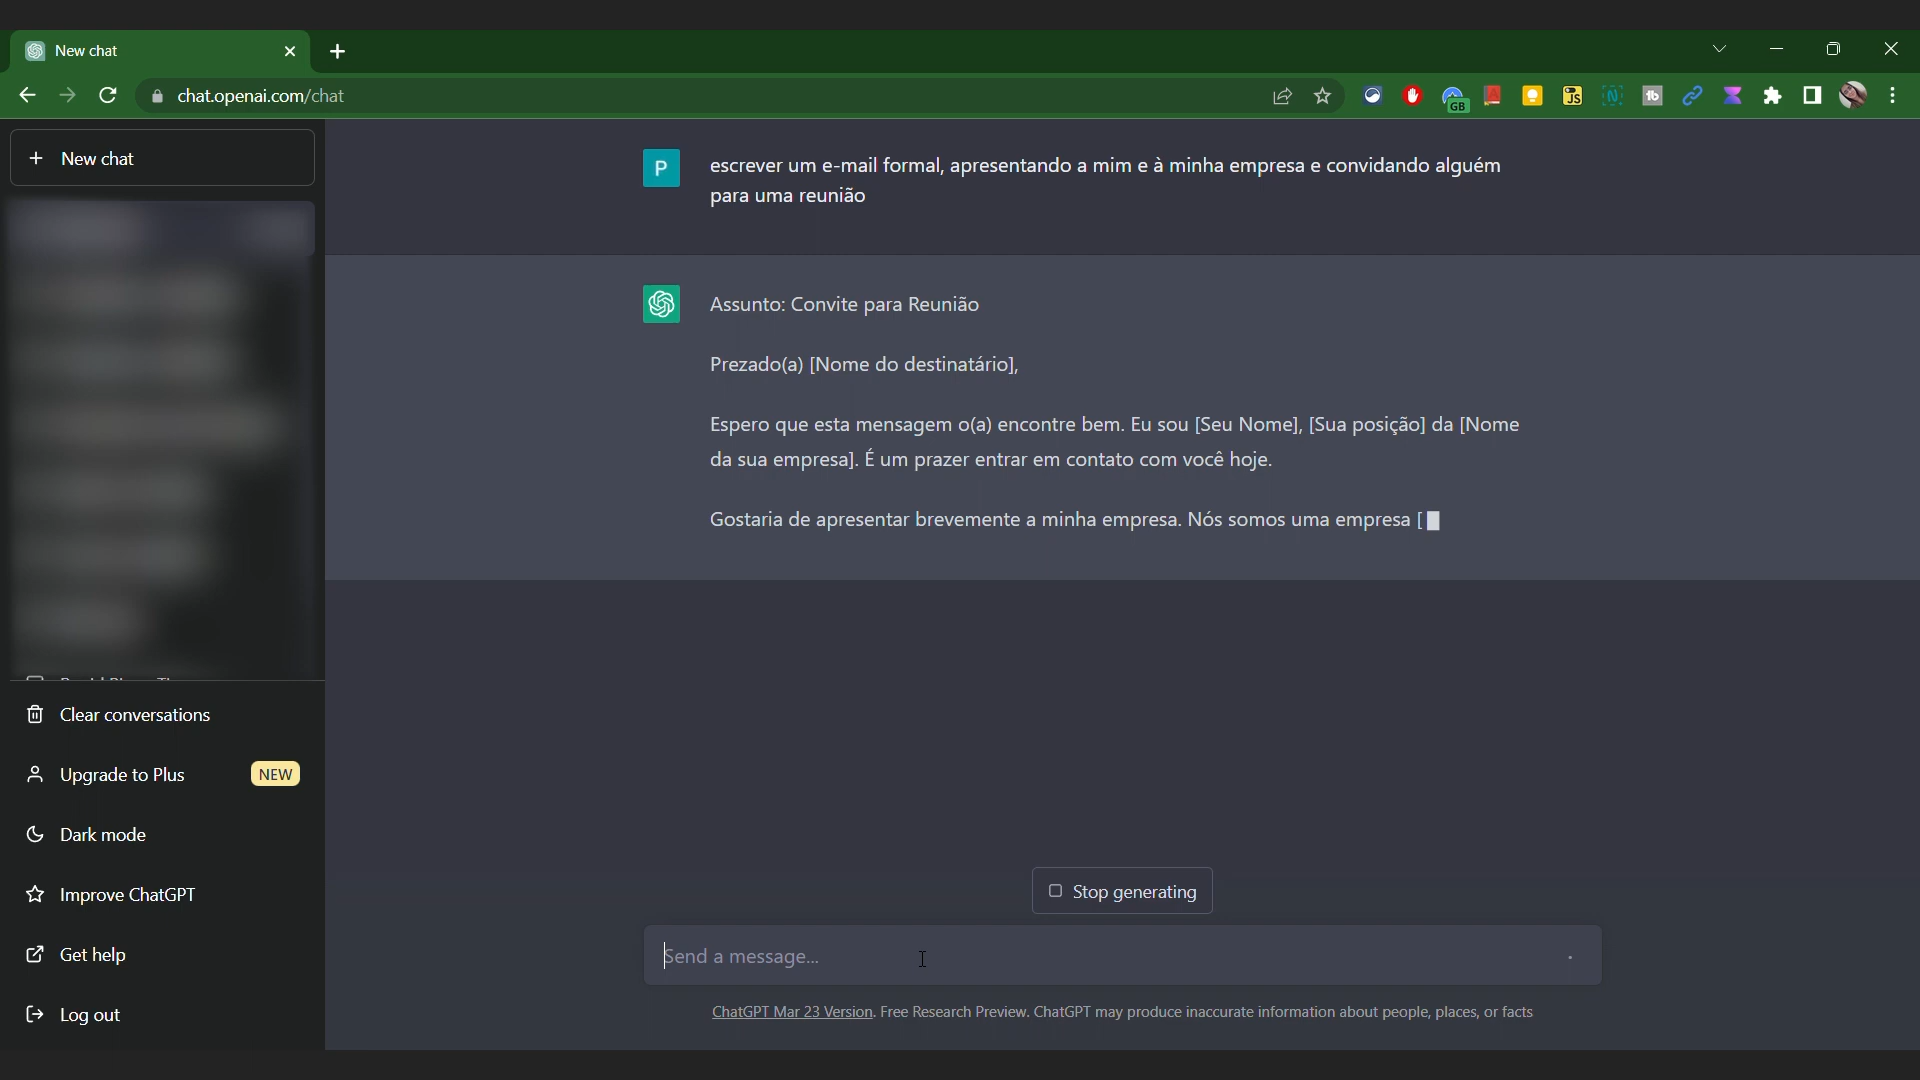 New chat
chat.openai.com/chat
GB
JS
N
tb
New chat
P
escrever um e-mail formal, apresentando a mim e à minha empresa e convidando alguém
para uma reunião
Assunto: Convite para Reunião
Prezado(a) [Nome do destinatário],
Espero que esta mensagem o(a) encontre bem. Eu sou [Seu Nome], [Sua posição] da [Nome
da sua empresa]. É um prazer entrar em contato com você hoje.
Gostaria de apresentar brevemente a minha empresa. Nós somos uma empresa [
Clear conversations
Upgrade to Plus NEW
Dark mode
Improve ChatGPT
Get help
Log out
Stop generating
Send a message...
ChatGPT Mar 23 Version. Free Research Preview. ChatGPT may produce inaccurate information about people, places, or facts